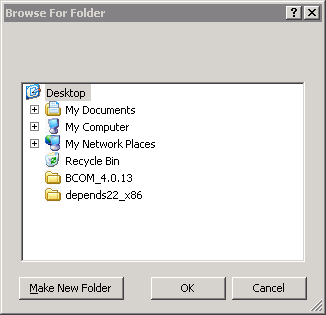 Browse For Folder
Desktop
My Documents
My Computer
My Network Places
Recycle Bin
BCOM_4.0.13
depends22_x86
Make New Folder
OK
Cancel